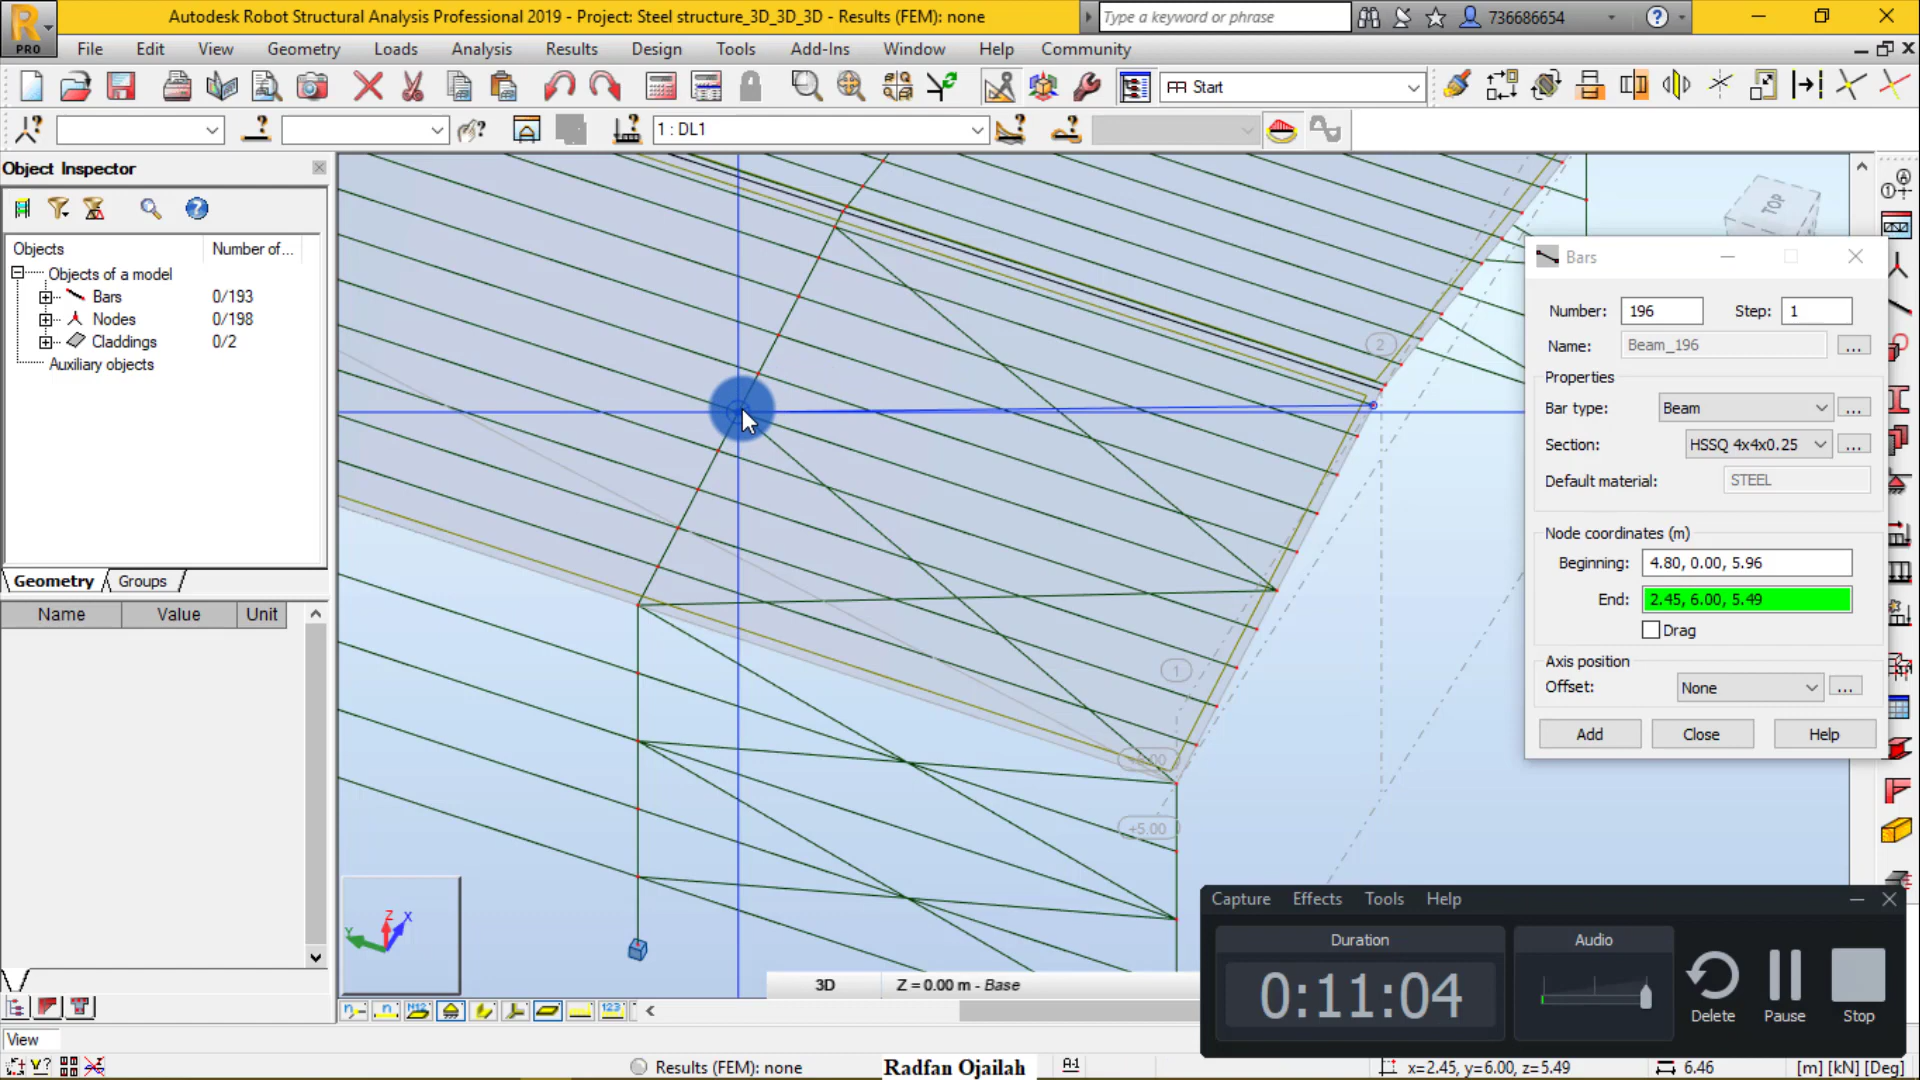 Autodesk Robot Structural Analysis Professional 2019 - Project: Steel structure_3D_3D_3D - Results (FEM): none
Type a keyword or phrase
736686654
PRO
File Edit View Geometry Loads Analysis Results Design Tools Add-Ins Window Help Community
Start
1 : DL1
Object Inspector
Objects Number of...
Objects of a model
Bars 0/193
Nodes 0/198
Claddings 0/2
Auxiliary objects
Geometry Groups
Name Value Unit
TOP
2
1
+5.00
Z X
Y
3D Z = 0.00 m - Base
Bars
Number: 196 Step: 1
Name: Beam_196 ...
Properties
Bar type: Beam ...
Section: HSSQ 4x4x0.25 ...
Default material: STEEL
Node coordinates (m)
Beginning: 4.80, 0.00, 5.96
End: 2.45, 6.00, 5.49
Drag
Axis position
Offset: None ...
Add Close Help
Capture Effects Tools Help
Duration Audio
0:11:04
Delete Pause Stop
View
Results (FEM): none
Radfan Ojailah
x=2.45, y=6.00, z=5.49
6.46
[m] [kN] [Deg]